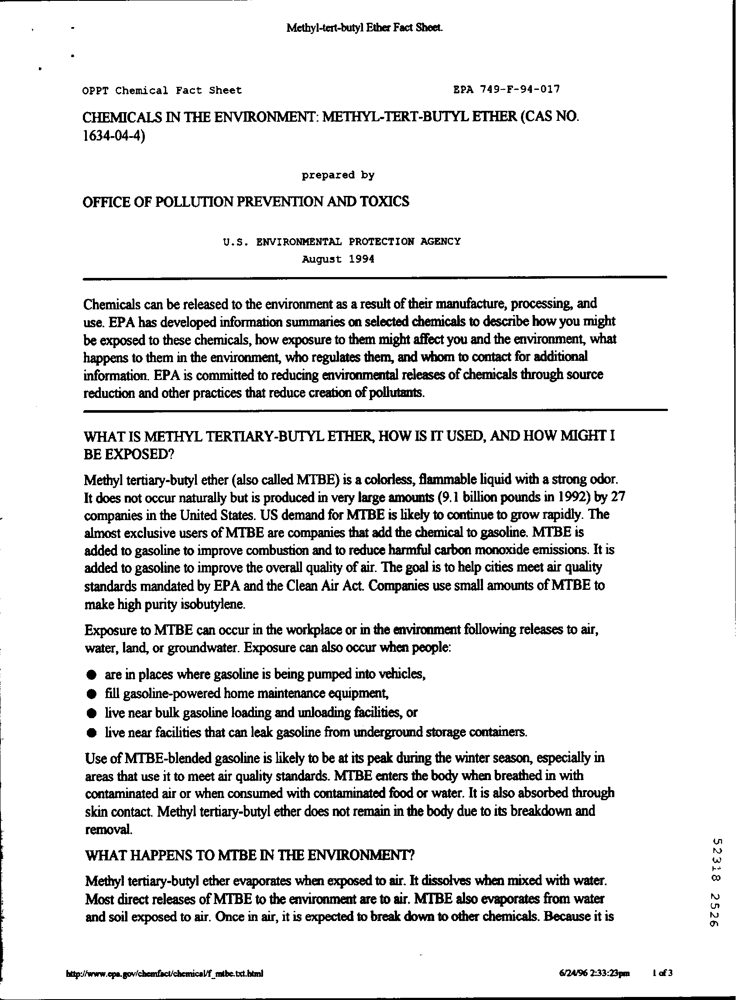 Methyl-tert-butyl Ether Fact Sheet.
OPPT Chemical Fact Sheet EPA 749-F-94-017
CHEMICALS IN THE ENVIRONMENT: METHYL-TERT-BUTYL ETHER (CAS NO.
1634-04-4)
prepared by
OFFICE OF POLLUTION PREVENTION AND TOXICS
U.S. ENVIRONMENTAL PROTECTION AGENCY
August 1994
Chemicals can be released to the environment as a result of their manufacture, processing, and
use. EPA has developed information summaries on selected chemicals to describe how you might
be exposed to these chemicals, how exposure to them might affect you and the environment, what
happens to them in the environment, who regulates them, and whom to contact for additional
information. EPA is committed to reducing environmental releases of chemicals through source
reduction and other practices that reduce creation of pollutants.
WHAT IS METHYL TERTIARY-BUTYL ETHER, HOW IS IT USED, AND HOW MIGHT I
BE EXPOSED?
Methyl tertiary-butyl ether (also called MTBE) is a colorless, flammable liquid with a strong odor.
It does not occur naturally but is produced in very large amounts (9.1 billion pounds in 1992) by 27
companies in the United States. US demand for MTBE is likely to continue to grow rapidly. The
almost exclusive users of MTBE are companies that add the chemical to gasoline. MTBE is
added to gasoline to improve combustion and to reduce harmful carbon monoxide emissions. It is
added to gasoline to improve the overall quality of air. The goal is to help cities meet air quality
standards mandated by EPA and the Clean Air Act. Companies use small amounts of MTBE to
make high purity isobutylene.
Exposure to MTBE can occur in the workplace or in the environment following releases to air,
water, land, or groundwater. Exposure can also occur when people:
● are in places where gasoline is being pumped into vehicles,
● fill gasoline-powered home maintenance equipment,
● live near bulk gasoline loading and unloading facilities, or
● live near facilities that can leak gasoline from underground storage containers.
Use of MTBE-blended gasoline is likely to be at its peak during the winter season, especially in
areas that use it to meet air quality standards. MTBE enters the body when breathed in with
contaminated air or when consumed with contaminated food or water. It is also absorbed through
skin contact. Methyl tertiary-butyl ether does not remain in the body due to its breakdown and
removal.
WHAT HAPPENS TO MTBE IN THE ENVIRONMENT?
Methyl tertiary-butyl ether evaporates when exposed to air. It dissolves when mixed with water.
Most direct releases of MTBE to the environment are to air. MTBE also evaporates from water
and soil exposed to air. Once in air, it is expected to break down to other chemicals. Because it is
52318 2526
http://www.epa.gov/chemfact/chemical/f_mtbe.txt.html 6/24/96 2:33:23pm 1 of 3